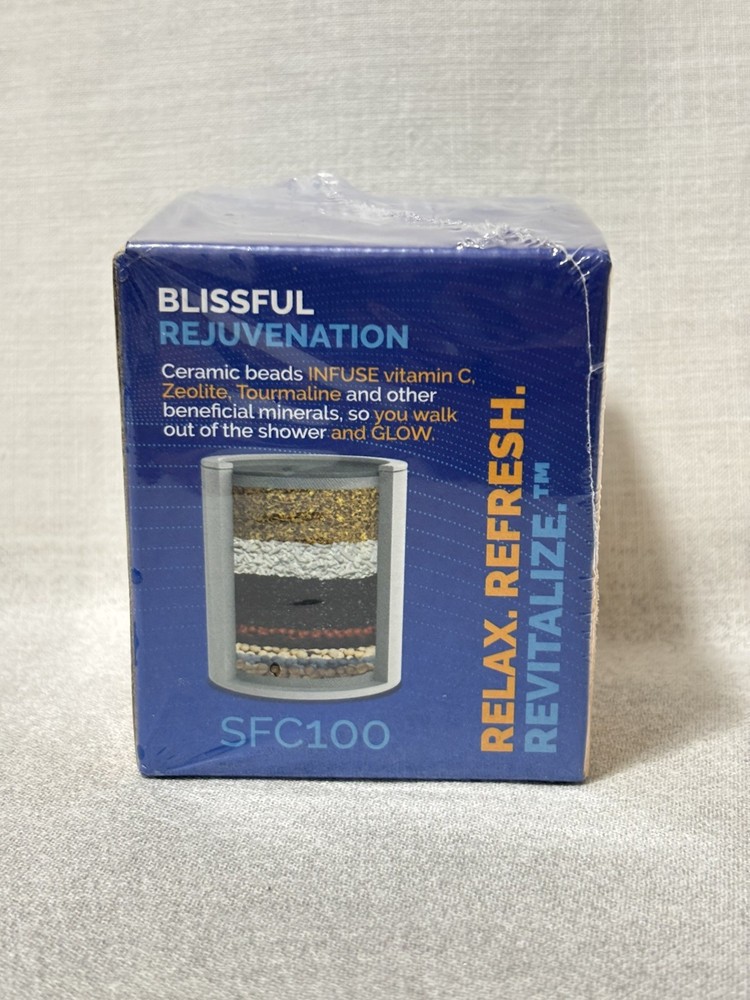 BLISSFUL
REJUVENATION
Ceramic beads INFUSE vitamin C,
Zeolite, Tourmaline and other
beneficial minerals, so you walk
out of the shower and GLOW.
SFC100
RELAX. REFRESH.
REVITALIZE.™